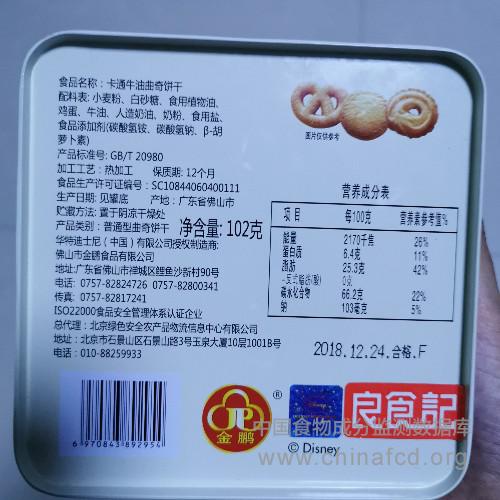 食品名称：卡通牛油曲奇饼干
配料表：小麦粉、白砂糖、食用植物油、
鸡蛋、牛油、人造奶油、奶粉、食用盐、
食品添加剂(碳酸氢铵、碳酸氢钠、β-胡
萝卜素)
产品标准号：GB/T 20980
加工工艺：热加工 保质期：12个月
食品生产许可证编号：SC10844060400111
生产日期：见罐底 产地：广东省佛山市
贮藏方法：置于阴凉干燥处
产品类别：普通型曲奇饼干 净含量：102克
华特迪士尼（中国）有限公司授权制造商：
佛山市金鹏食品有限公司
地址：广东省佛山市禅城区鲤鱼沙新村90号
电话：0757-82824726 0757-82800341
传真：0757-82817241
ISO22000食品安全管理体系认证企业
总代理：北京绿色安全农产品物流信息中心有限公司
地址：北京市石景山区石景山路3号玉泉大厦10层1001B号
电话：010-88259933
图片仅供参考
营养成分表
项目 每100克 营养素参考值%
能量 2170千焦 26%
蛋白质 6.4克 11%
脂肪 25.3克 42%
-反式脂肪(酸) 0克
碳水化合物 66.2克 22%
钠 103毫克 5%
2018.12.24.合格.F
6970843892954
JP
金鹏
®
良食記
© Disney
中国食物成分监测数据库
www.chinafcd.org